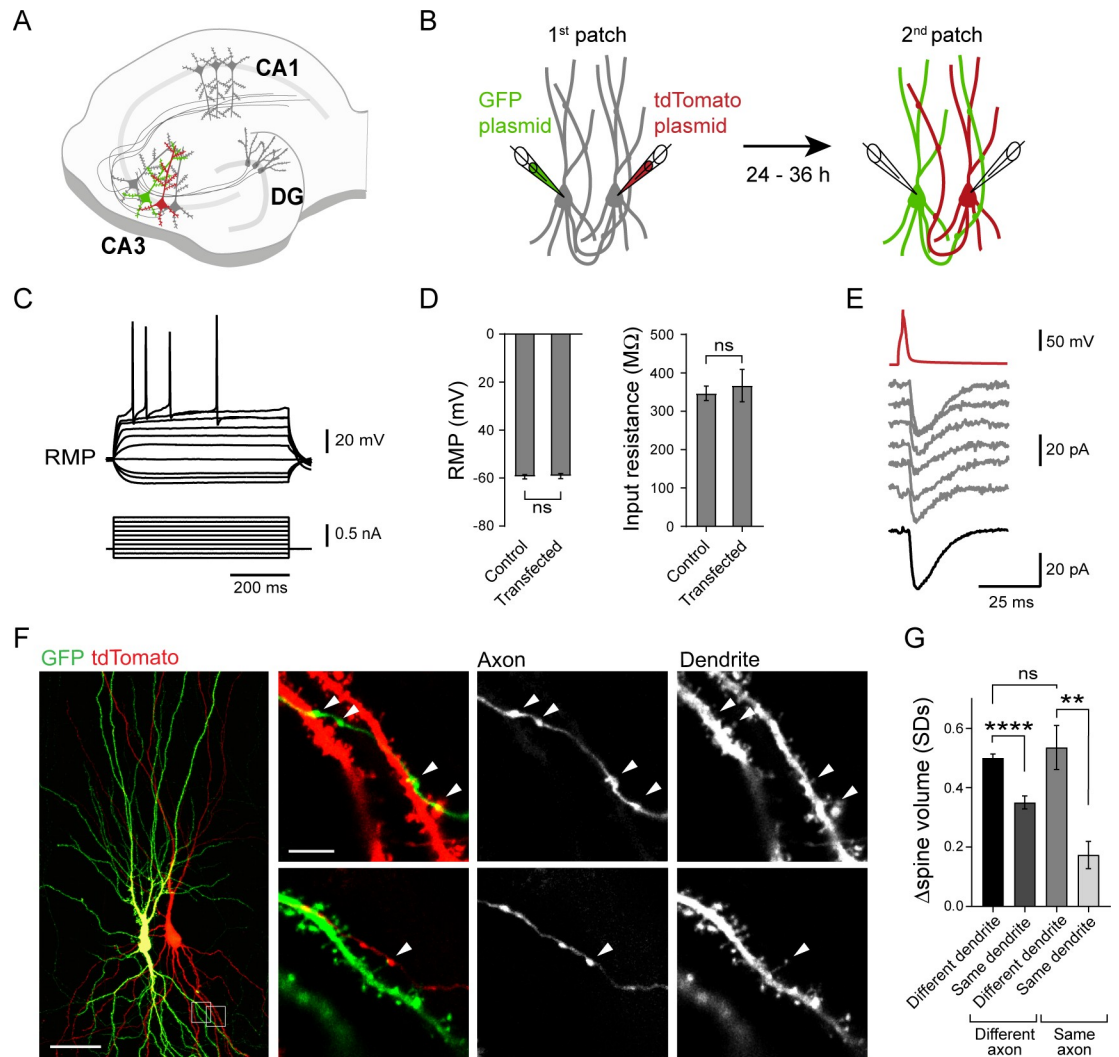 A
CA1
DG
CA3
B
1st patch
2nd patch
GFP
plasmid
tdTomato
plasmid
24 - 36 h
C
RMP
20 mV
0.5 nA
200 ms
D
RMP (mV)
0
-20
-40
-60
-80
ns
Control
Transfected
Input resistance (MΩ)
500
400
300
200
100
0
ns
Control
Transfected
E
50 mV
20 pA
20 pA
25 ms
F
GFP tdTomato
Axon
Dendrite
G
ns
**
****
Δspine volume (SDs)
0.6
0.4
0.2
0.0
Different dendrite
Same dendrite
Different dendrite
Same dendrite
Different
axon
Same
axon